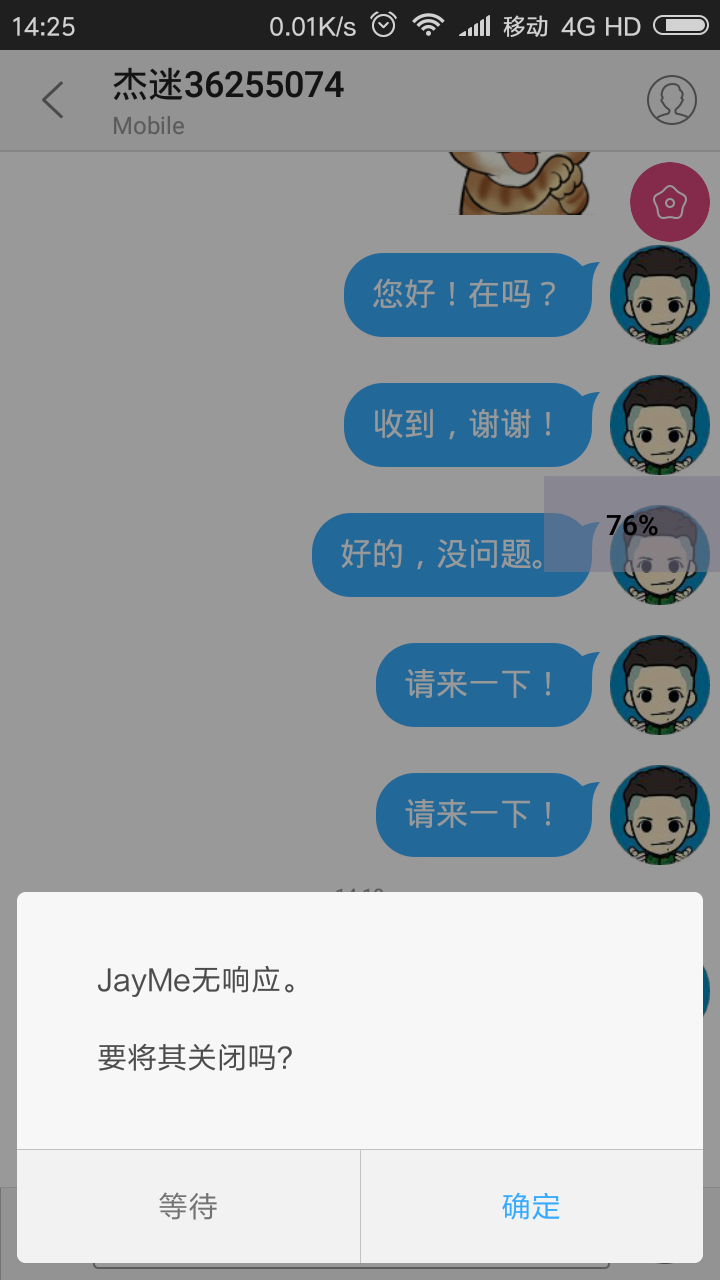 14:25 0.01K/s 移动 4G HD
杰迷36255074
Mobile
您好！在吗？
收到，谢谢！
76%
好的，没问题。
请来一下！
请来一下！
JayMe无响应。
要将其关闭吗?
等待 确定